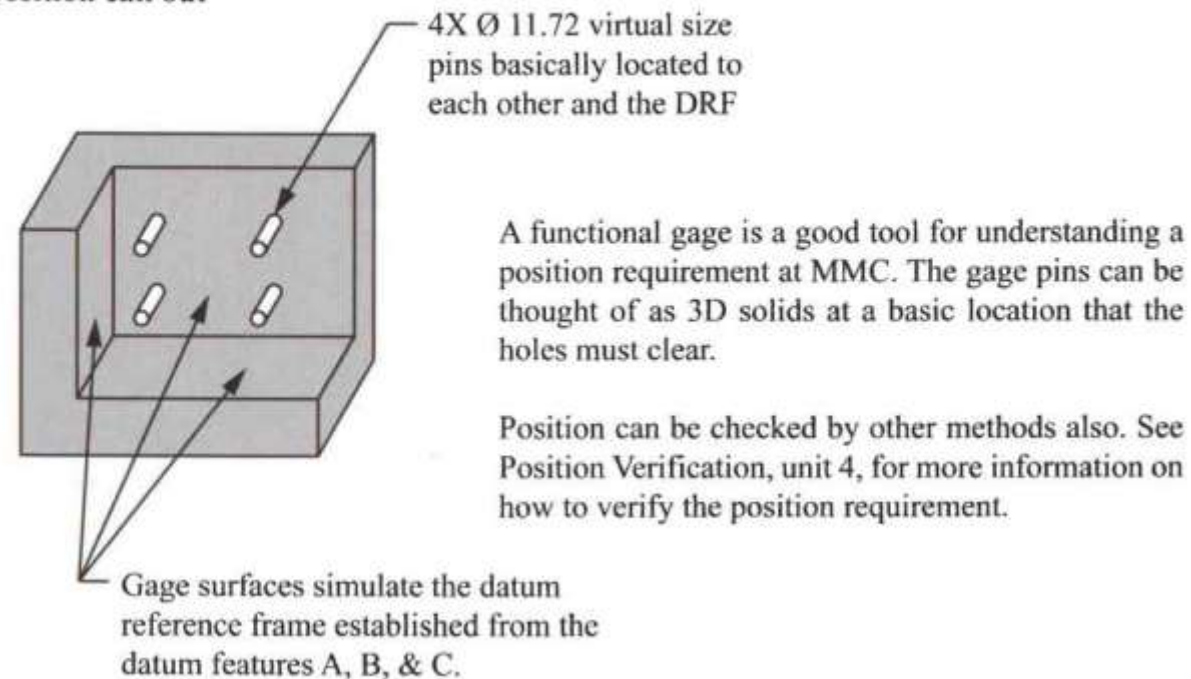 4X Ø 11.72 virtual size
pins basically located to
each other and the DRF
A functional gage is a good tool for understanding a
position requirement at MMC. The gage pins can be
thought of as 3D solids at a basic location that the
holes must clear.
Position can be checked by other methods also. See
Position Verification, unit 4, for more information on
how to verify the position requirement.
Gage surfaces simulate the datum
reference frame established from the
datum features A, B, & C.